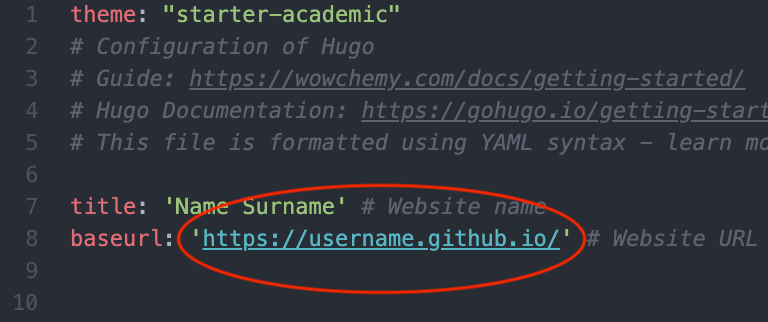 1 theme: "starter-academic"
2 # Configuration of Hugo
3 # Guide: https://wowchemy.com/docs/getting-started/
4 # Hugo Documentation: https://gohugo.io/getting-start
5 # This file is formatted using YAML syntax - learn mo
6
7 title: 'Name Surname' # Website name
8 baseurl: 'https://username.github.io/' # Website URL
9
10